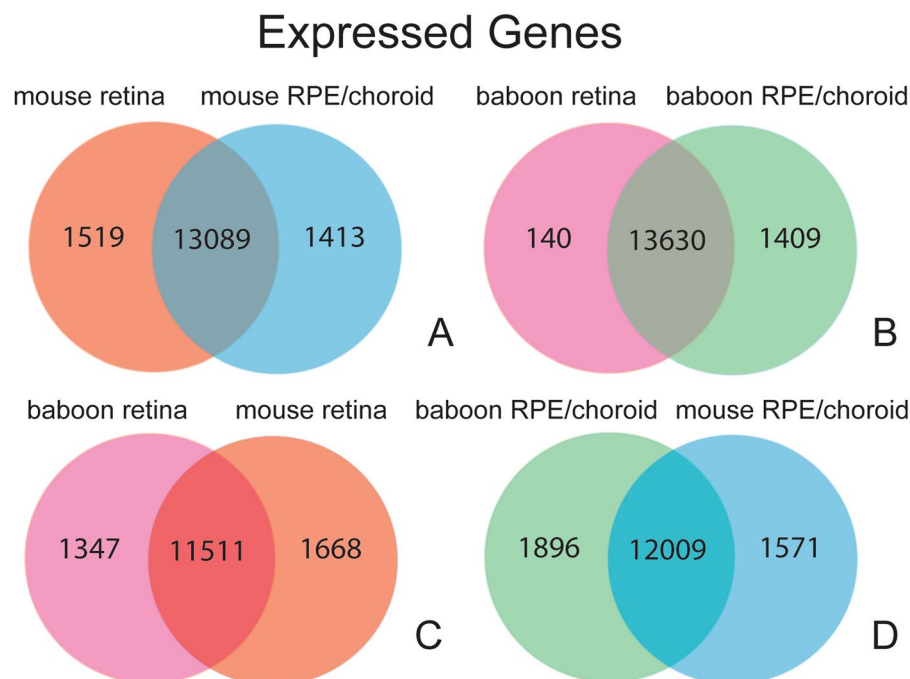 Expressed Genes
mouse retina mouse RPE/choroid baboon retina baboon RPE/choroid
1519 13089 1413 140 13630 1409
A B
baboon retina mouse retina baboon RPE/choroid mouse RPE/choroid
1347 11511 1668 1896 12009 1571
C D